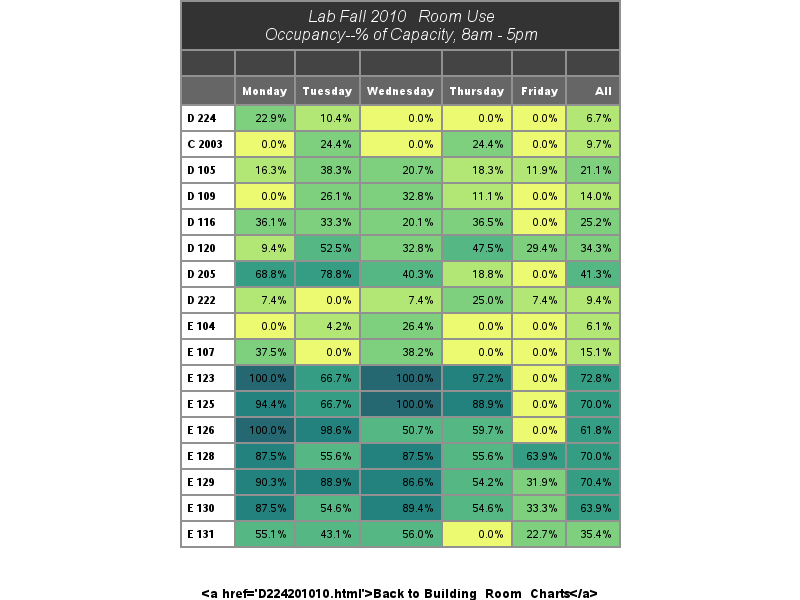 Lab Fall 2010 Room Use
Occupancy--% of Capacity, 8am - 5pm
Monday Tuesday Wednesday Thursday Friday All
D 224 22.9% 10.4% 0.0% 0.0% 0.0% 6.7%
C 2003 0.0% 24.4% 0.0% 24.4% 0.0% 9.7%
D 105 16.3% 38.3% 20.7% 18.3% 11.9% 21.1%
D 109 0.0% 26.1% 32.8% 11.1% 0.0% 14.0%
D 116 36.1% 33.3% 20.1% 36.5% 0.0% 25.2%
D 120 9.4% 52.5% 32.8% 47.5% 29.4% 34.3%
D 205 68.8% 78.8% 40.3% 18.8% 0.0% 41.3%
D 222 7.4% 0.0% 7.4% 25.0% 7.4% 9.4%
E 104 0.0% 4.2% 26.4% 0.0% 0.0% 6.1%
E 107 37.5% 0.0% 38.2% 0.0% 0.0% 15.1%
E 123 100.0% 66.7% 100.0% 97.2% 0.0% 72.8%
E 125 94.4% 66.7% 100.0% 88.9% 0.0% 70.0%
E 126 100.0% 98.6% 50.7% 59.7% 0.0% 61.8%
E 128 87.5% 55.6% 87.5% 55.6% 63.9% 70.0%
E 129 90.3% 88.9% 86.6% 54.2% 31.9% 70.4%
E 130 87.5% 54.6% 89.4% 54.6% 33.3% 63.9%
E 131 55.1% 43.1% 56.0% 0.0% 22.7% 35.4%
<a href='D224201010.html'>Back to Building_Room_Charts</a>